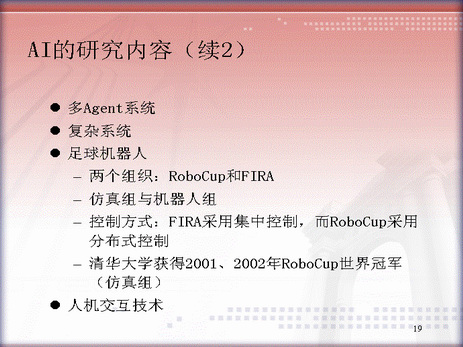 AI的研究内容（续2）
● 多Agent系统
● 复杂系统
● 足球机器人
– 两个组织：RoboCup和FIRA
– 仿真组与机器人组
– 控制方式：FIRA采用集中控制，而RoboCup采用
分布式控制
– 清华大学获得2001、2002年RoboCup世界冠军
（仿真组）
● 人机交互技术
19